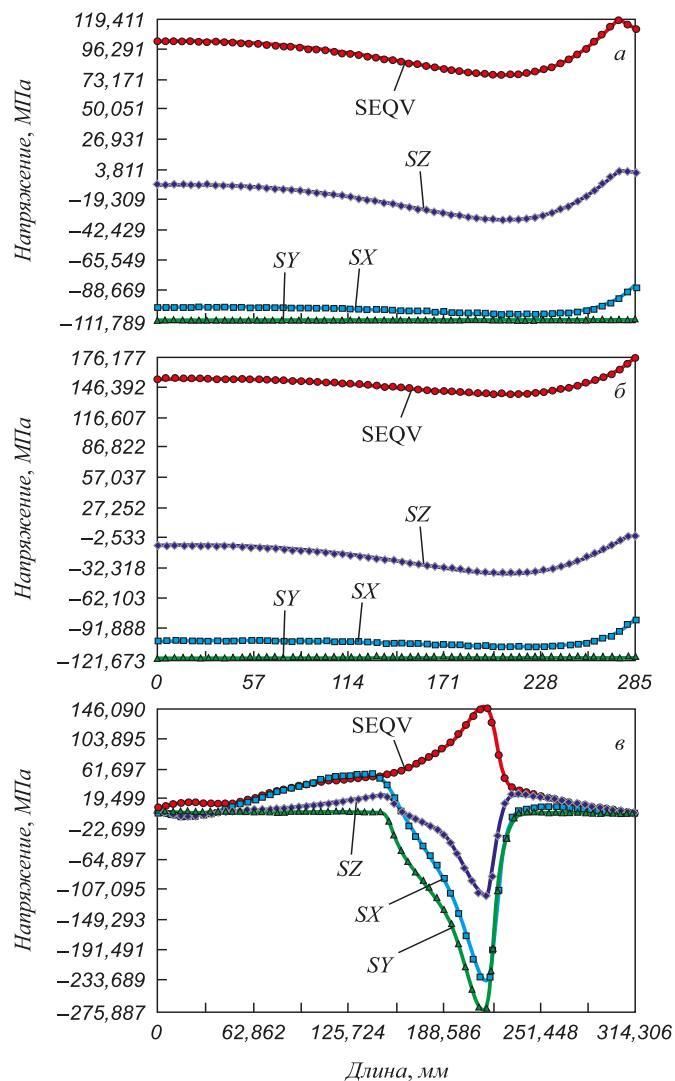 119,411
96,291
73,171
50,051
26,931
3,811
–19,309
–42,429
–65,549
–88,669
–111,789
Напряжение, МПа
а
SEQV
SZ
SY
SX
176,177
146,392
116,607
86,822
57,037
27,252
–2,533
–32,318
–62,103
–91,888
–121,673
Напряжение, МПа
б
SEQV
SZ
SY
SX
0
57
114
171
228
285
146,090
103,895
61,697
19,499
–22,699
–64,897
–107,095
–149,293
–191,491
–233,689
–275,887
Напряжение, МПа
в
SEQV
SZ
SX
SY
0
62,862
125,724
188,586
251,448
314,306
Длина, мм